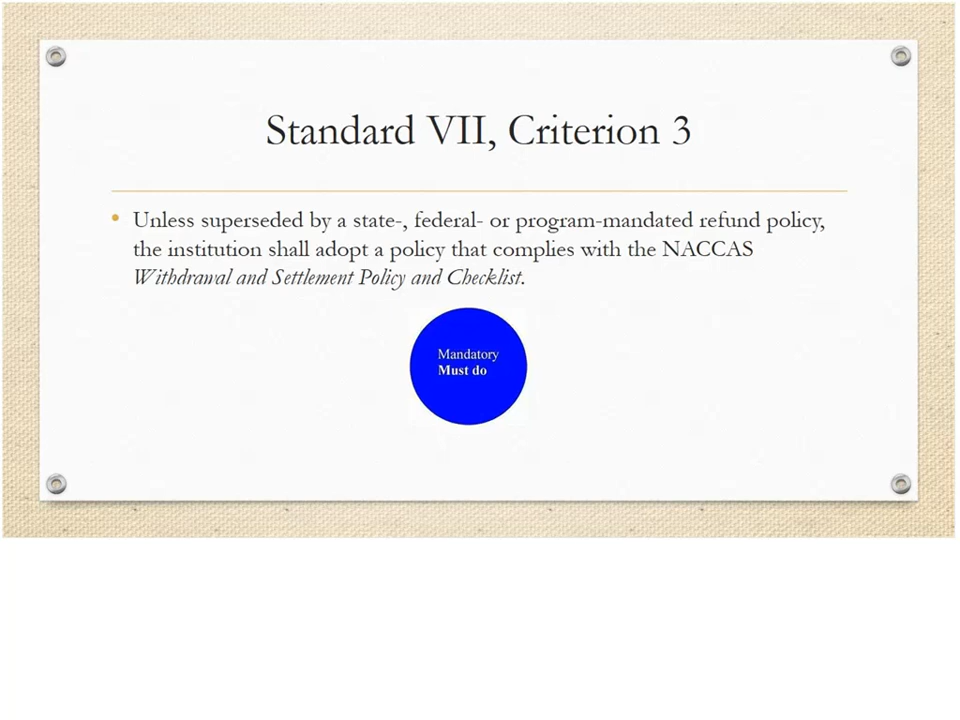 Standard VII, Criterion 3
• Unless superseded by a state-, federal- or program-mandated refund policy,
the institution shall adopt a policy that complies with the NACCAS
Withdrawal and Settlement Policy and Checklist.
Mandatory
Must do